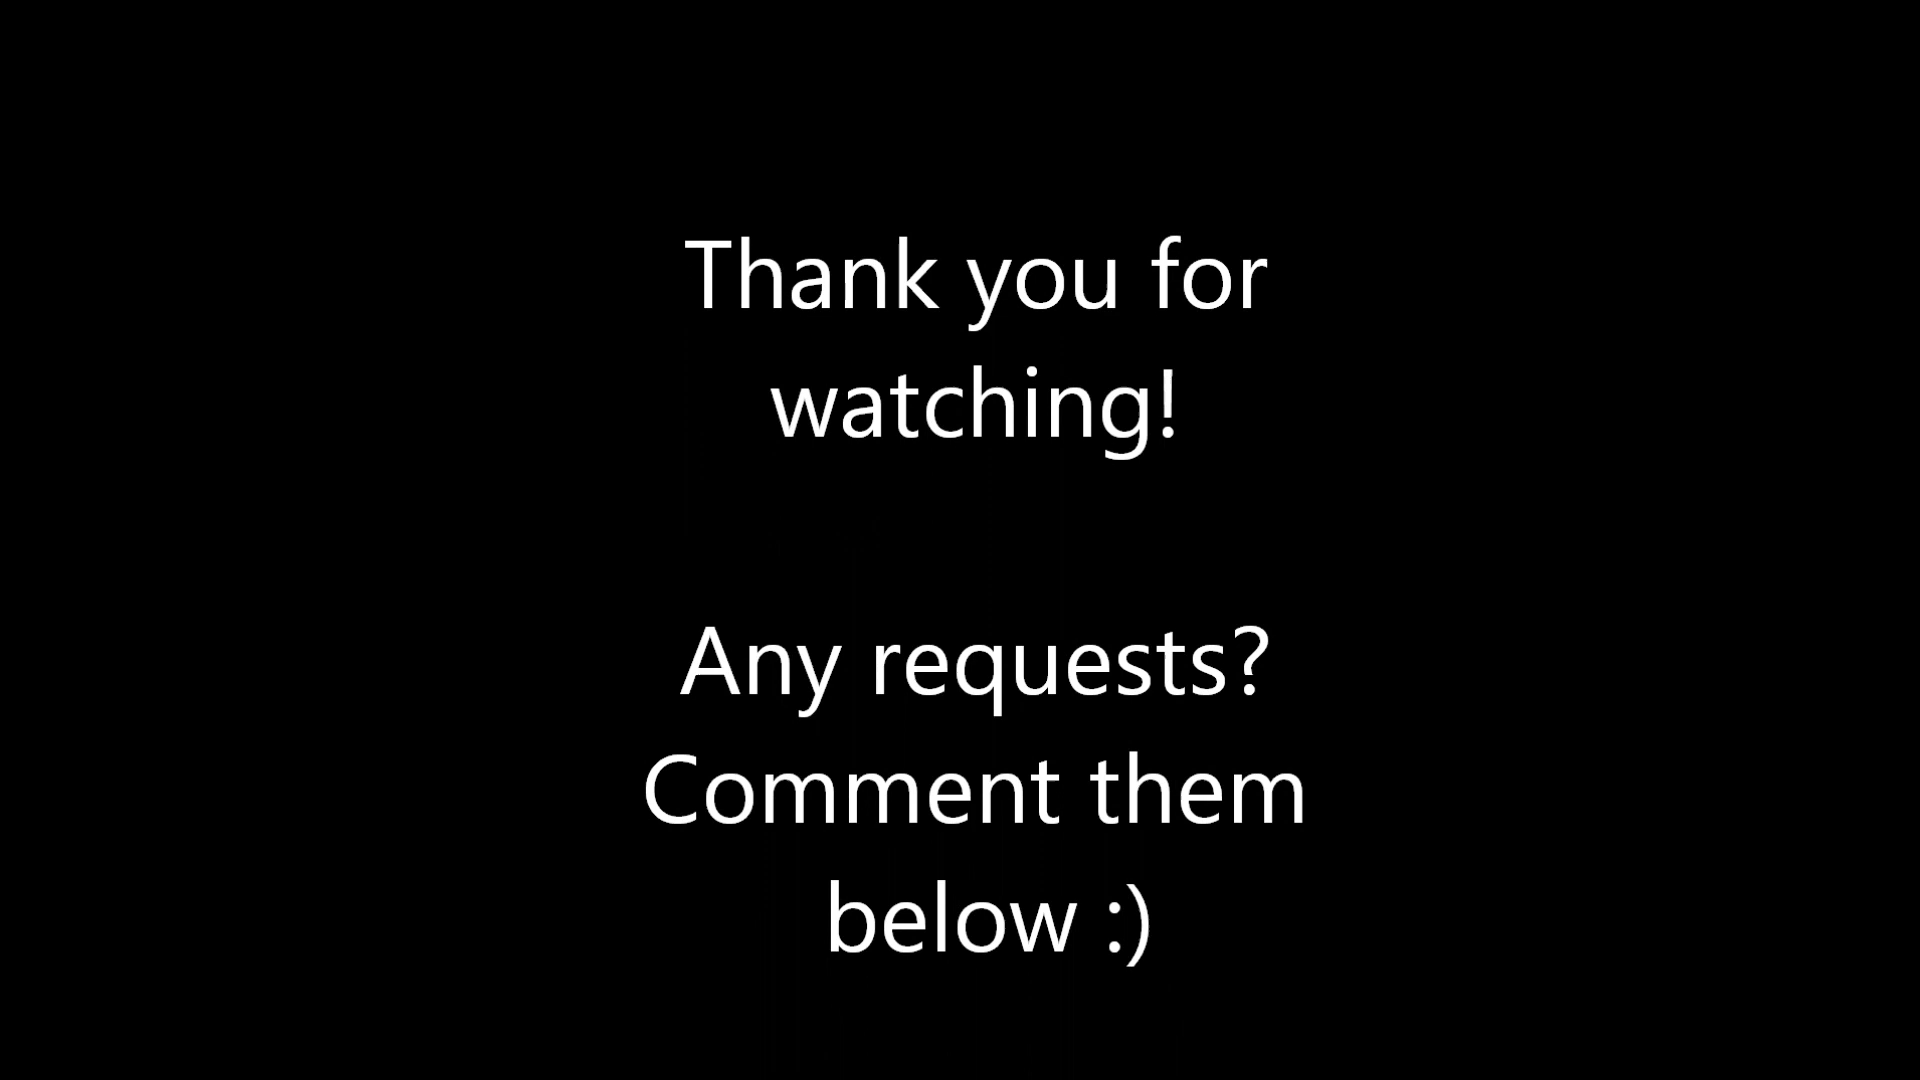 Thank you for
watching!
Any requests?
Comment them
below :)